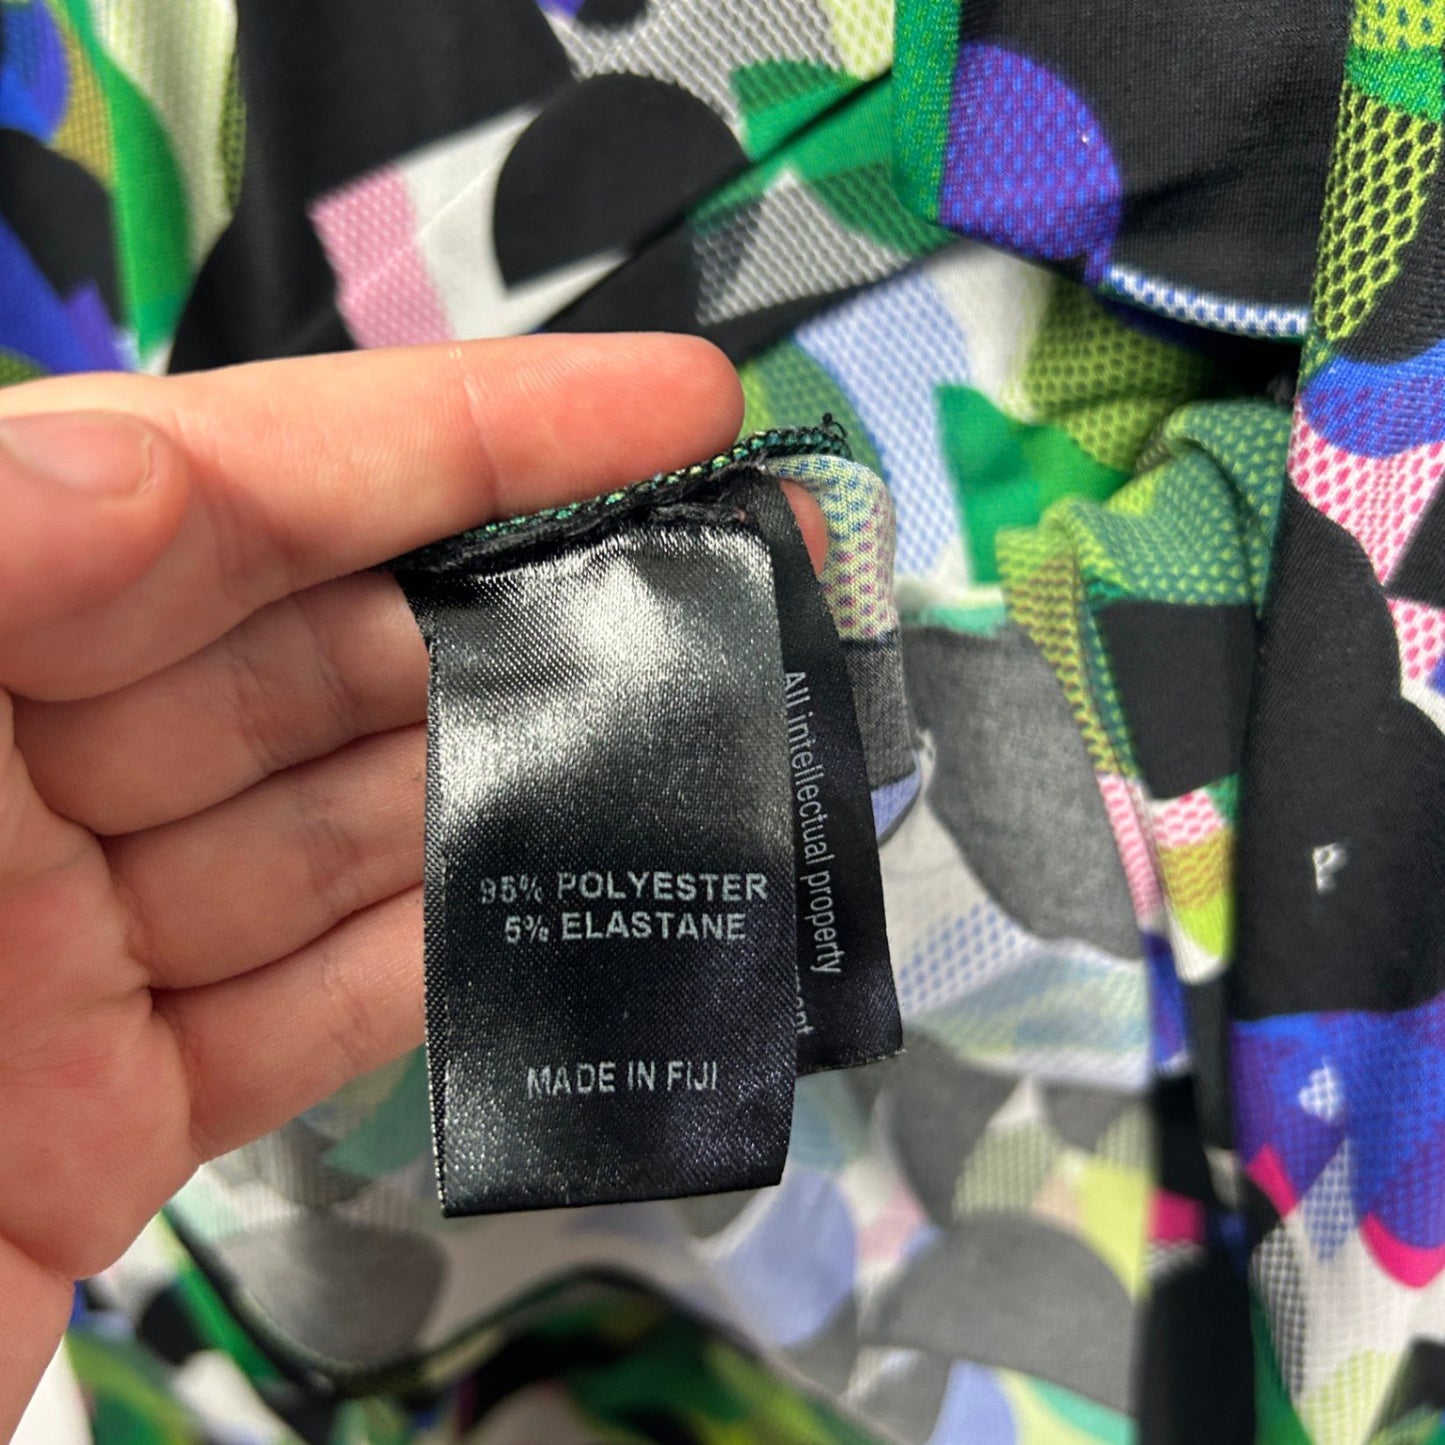 95% POLYESTER
5% ELASTANE
MADE IN FIJI
All intellectual property